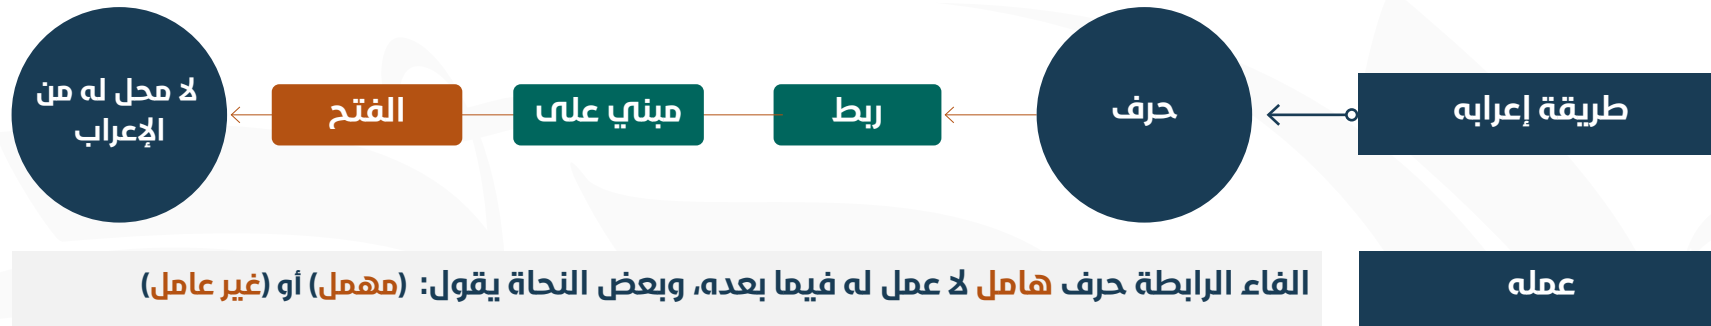 طريقة إعرابه
حرف
ربط
مبني على
الفتح
لا محل له من
الإعراب
عمله
الفاء الرابطة حرف هامل لا عمل له فيما بعده، وبعض النحاة يقول: (مهمل) أو (غير عامل)